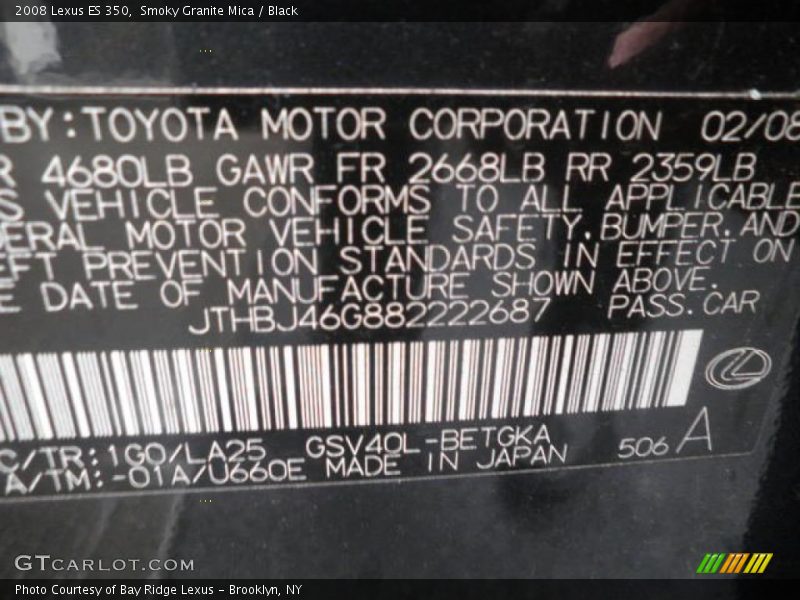 2008 Lexus ES 350,  Smoky Granite Mica / Black
BY:TOYOTA MOTOR CORPORATION 02/08
R 4680LB GAWR FR 2668LB RR 2359LB
S VEHICLE CONFORMS TO ALL APPLICABLE
DERAL MOTOR VEHICLE SAFETY,BUMPER,AND
EFT PREVENTION STANDARDS IN EFFECT ON
E DATE OF MANUFACTURE SHOWN ABOVE.
JTHBJ46G882222687 PASS.CAR
C/TR:1G0/LA25 GSV40L-BETGKA
A/TM:-01A/U660E MADE IN JAPAN 506 A
GTCARLOT.COM
Photo Courtesy of Bay Ridge Lexus - Brooklyn, NY